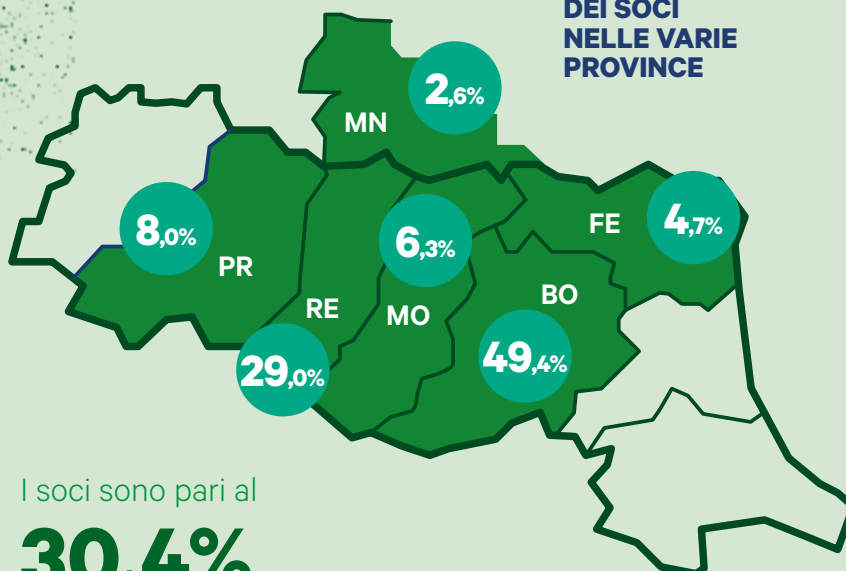 DEI SOCI
NELLE VARIE
PROVINCE
2,6%
MN
8,0%
PR
6,3%
FE
4,7%
RE
MO
BO
29,0%
49,4%
I soci sono pari al
30,4%